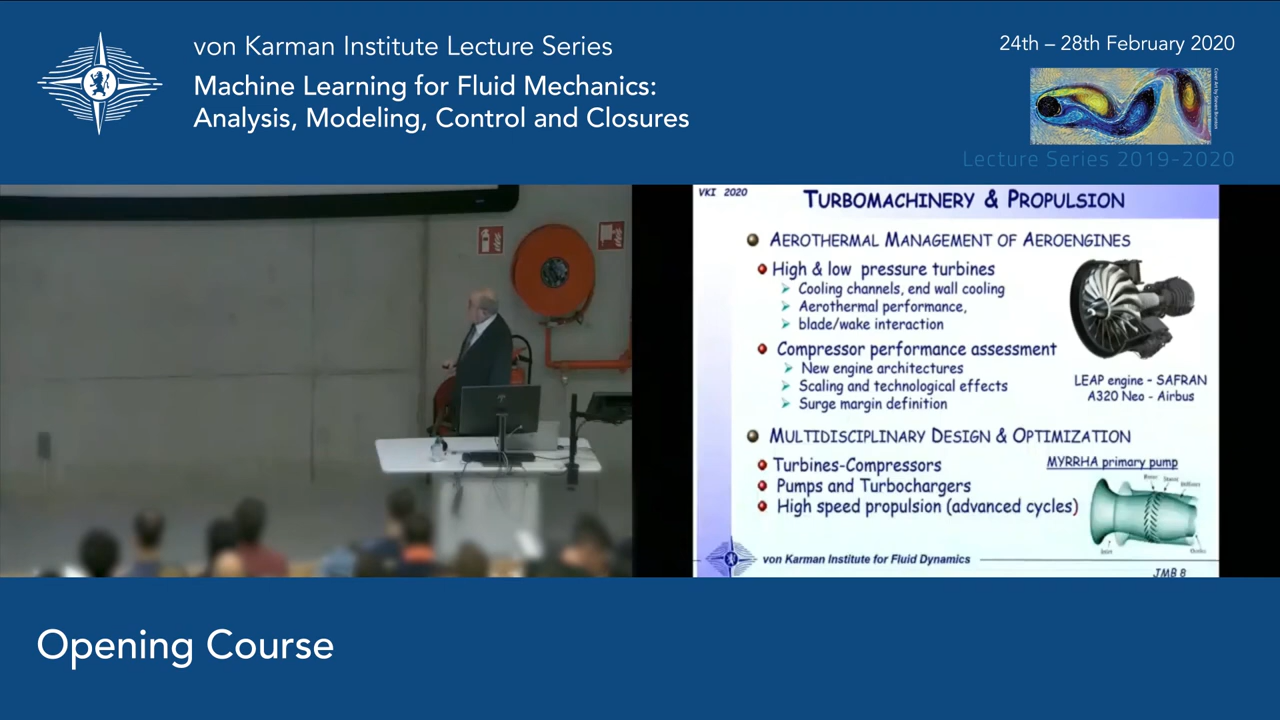 von Karman Institute Lecture Series
Machine Learning for Fluid Mechanics:
Analysis, Modeling, Control and Closures
24th – 28th February 2020
Lecture Series 2019-2020
VKI 2020
TURBOMACHINERY & PROPULSION
AEROTHERMAL MANAGEMENT OF AEROENGINES
High & low pressure turbines
Cooling channels, end wall cooling
Aerothermal performance,
blade/wake interaction
Compressor performance assessment
New engine architectures
Scaling and technological effects
Surge margin definition
LEAP engine - SAFRAN
A320 Neo - Airbus
MULTIDISCIPLINARY DESIGN & OPTIMIZATION
Turbines-Compressors
Pumps and Turbochargers
High speed propulsion (advanced cycles)
MYRRHA primary pump
Inlet
von Karman Institute for Fluid Dynamics
JMB 8
Opening Course